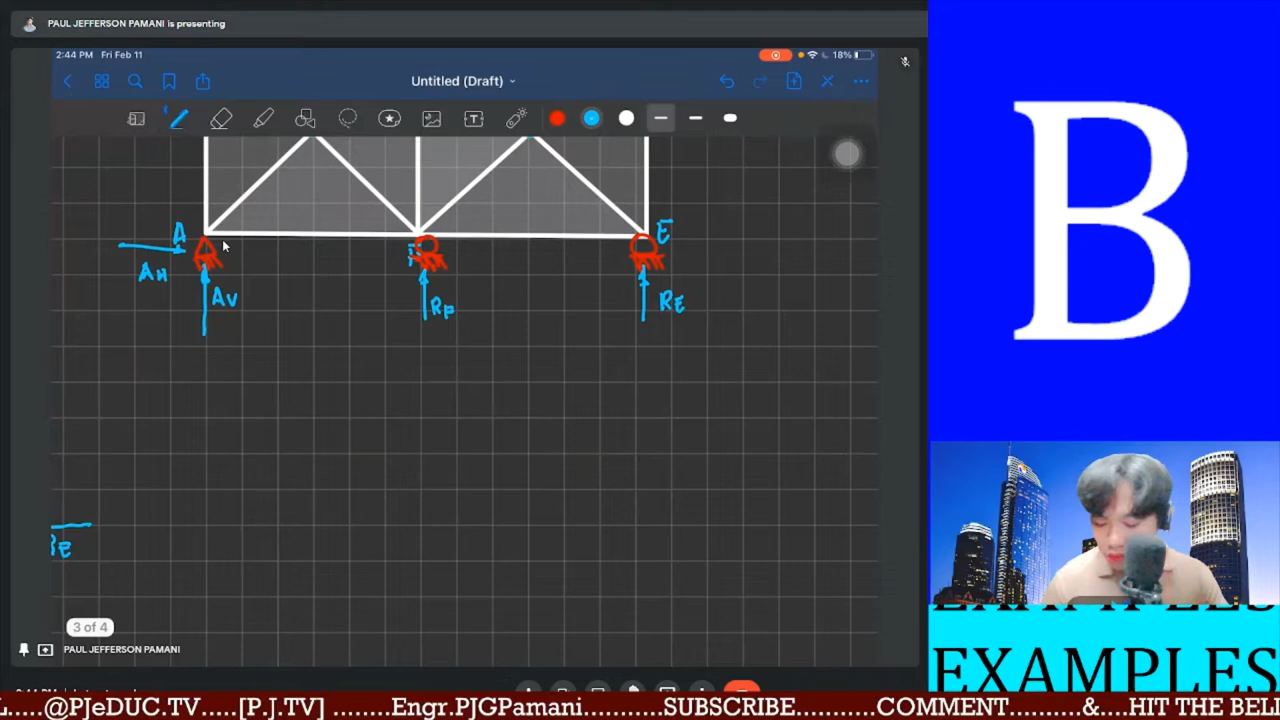 PAUL JEFFERSON PAMANI is presenting
2:44 PM Fri Feb 11
18%
Untitled (Draft)
T
A
E
AH
AV
RF
RE
3 of 4
PAUL JEFFERSON PAMANI
B
EXAMPLES
.....@PJeDUC.TV.....[P.J.TV] ........Engr.PJGPamani..........SUBSCRIBE..............COMMENT.........&....HIT THE BEL